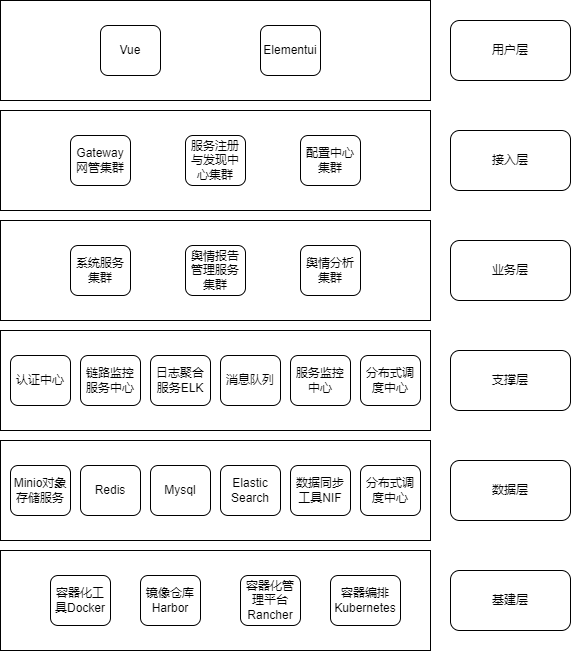 Vue
Elementui
用户层
Gateway
网管集群
服务注册
与发现中
心集群
配置中心
集群
接入层
系统服务
集群
舆情报告
管理服务
集群
舆情分析
集群
业务层
认证中心
链路监控
服务中心
日志聚合
服务ELK
消息队列
服务监控
中心
分布式调
度中心
支撑层
Minio对象
存储服务
Redis
Mysql
Elastic
Search
数据同步
工具NIF
分布式调
度中心
数据层
容器化工
具Docker
镜像仓库
Harbor
容器化管
理平台
Rancher
容器编排
Kubernetes
基建层